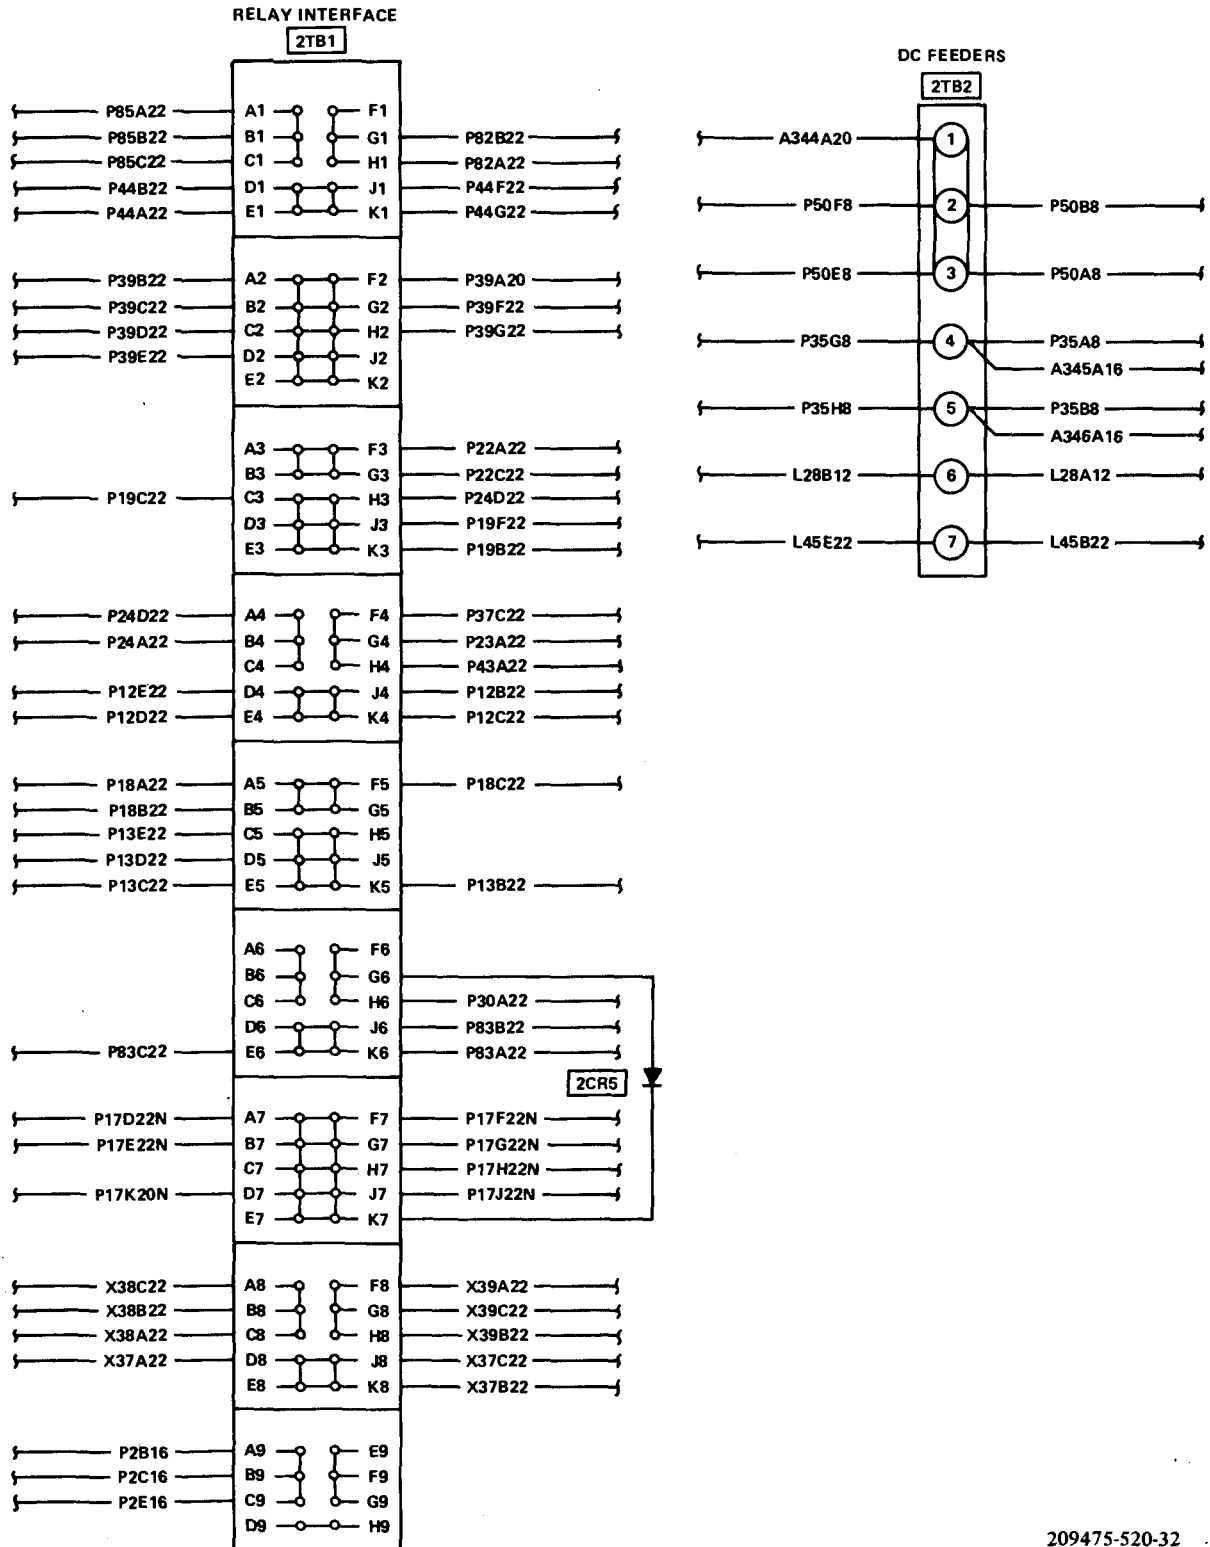 RELAY INTERFACE
2TB1
P85A22 A1 F1
P85B22 B1 G1 P82B22
P85C22 C1 H1 P82A22
P44B22 D1 J1 P44F22
P44A22 E1 K1 P44G22
P39B22 A2 F2 P39A20
P39C22 B2 G2 P39F22
P39D22 C2 H2 P39G22
P39E22 D2 J2
E2 K2
A3 F3 P22A22
B3 G3 P22C22
P19C22 C3 H3 P24D22
D3 J3 P19F22
E3 K3 P19B22
P24D22 A4 F4 P37C22
P24A22 B4 G4 P23A22
C4 H4 P43A22
P12E22 D4 J4 P12B22
P12D22 E4 K4 P12C22
P18A22 A5 F5 P18C22
P18B22 B5 G5
P13E22 C5 H5
P13D22 D5 J5
P13C22 E5 K5 P13B22
A6 F6
B6 G6
C6 H6 P30A22
D6 J6 P83B22
P83C22 E6 K6 P83A22
2CR5
P17D22N A7 F7 P17F22N
P17E22N B7 G7 P17G22N
C7 H7 P17H22N
P17K20N D7 J7 P17J22N
E7 K7
X38C22 A8 F8 X39A22
X38B22 B8 G8 X39C22
X38A22 C8 H8 X39B22
X37A22 D8 J8 X37C22
E8 K8 X37B22
P2B16 A9 E9
P2C16 B9 F9
P2E16 C9 G9
D9 H9
DC FEEDERS
2TB2
A344A20 1
P50F8 2 P50B8
P50E8 3 P50A8
P35G8 4 P35A8
A345A16
P35H8 5 P35B8
A346A16
L28B12 6 L28A12
L45E22 7 L45B22
209475-520-32